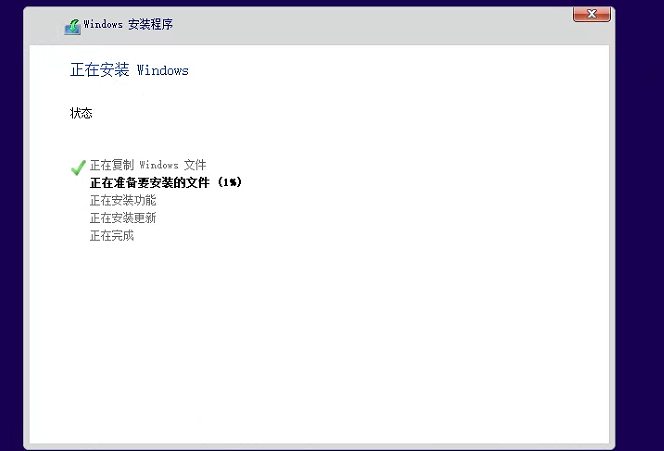 Windows 安装程序
正在安装 Windows
状态
正在复制 Windows 文件
正在准备要安装的文件 (1%)
正在安装功能
正在安装更新
正在完成